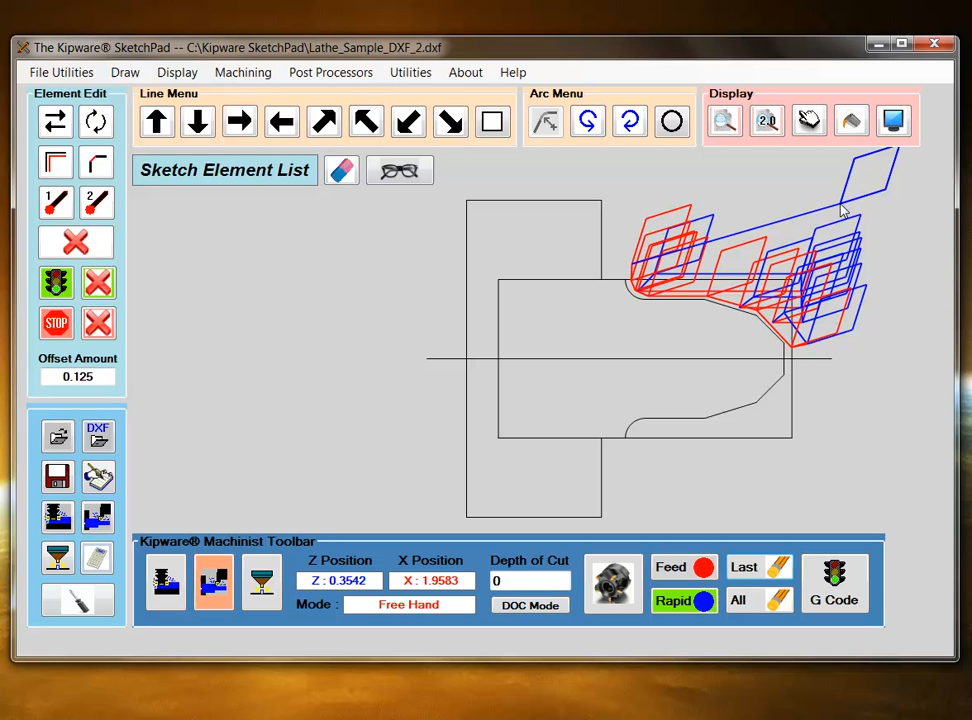 The Kipware® SketchPad -- C:\Kipware SketchPad\Lathe_Sample_DXF_2.dxf
File Utilities Draw Display Machining Post Processors Utilities About Help
Element Edit Line Menu Arc Menu Display
2.0
Sketch Element List
1 2
STOP
Offset Amount
0.125
DXF
Kipware® Machinist Toolbar
Z Position X Position Depth of Cut
Z : 0.3542 X : 1.9583 0
Mode : Free Hand DOC Mode
Feed Last
Rapid All G Code